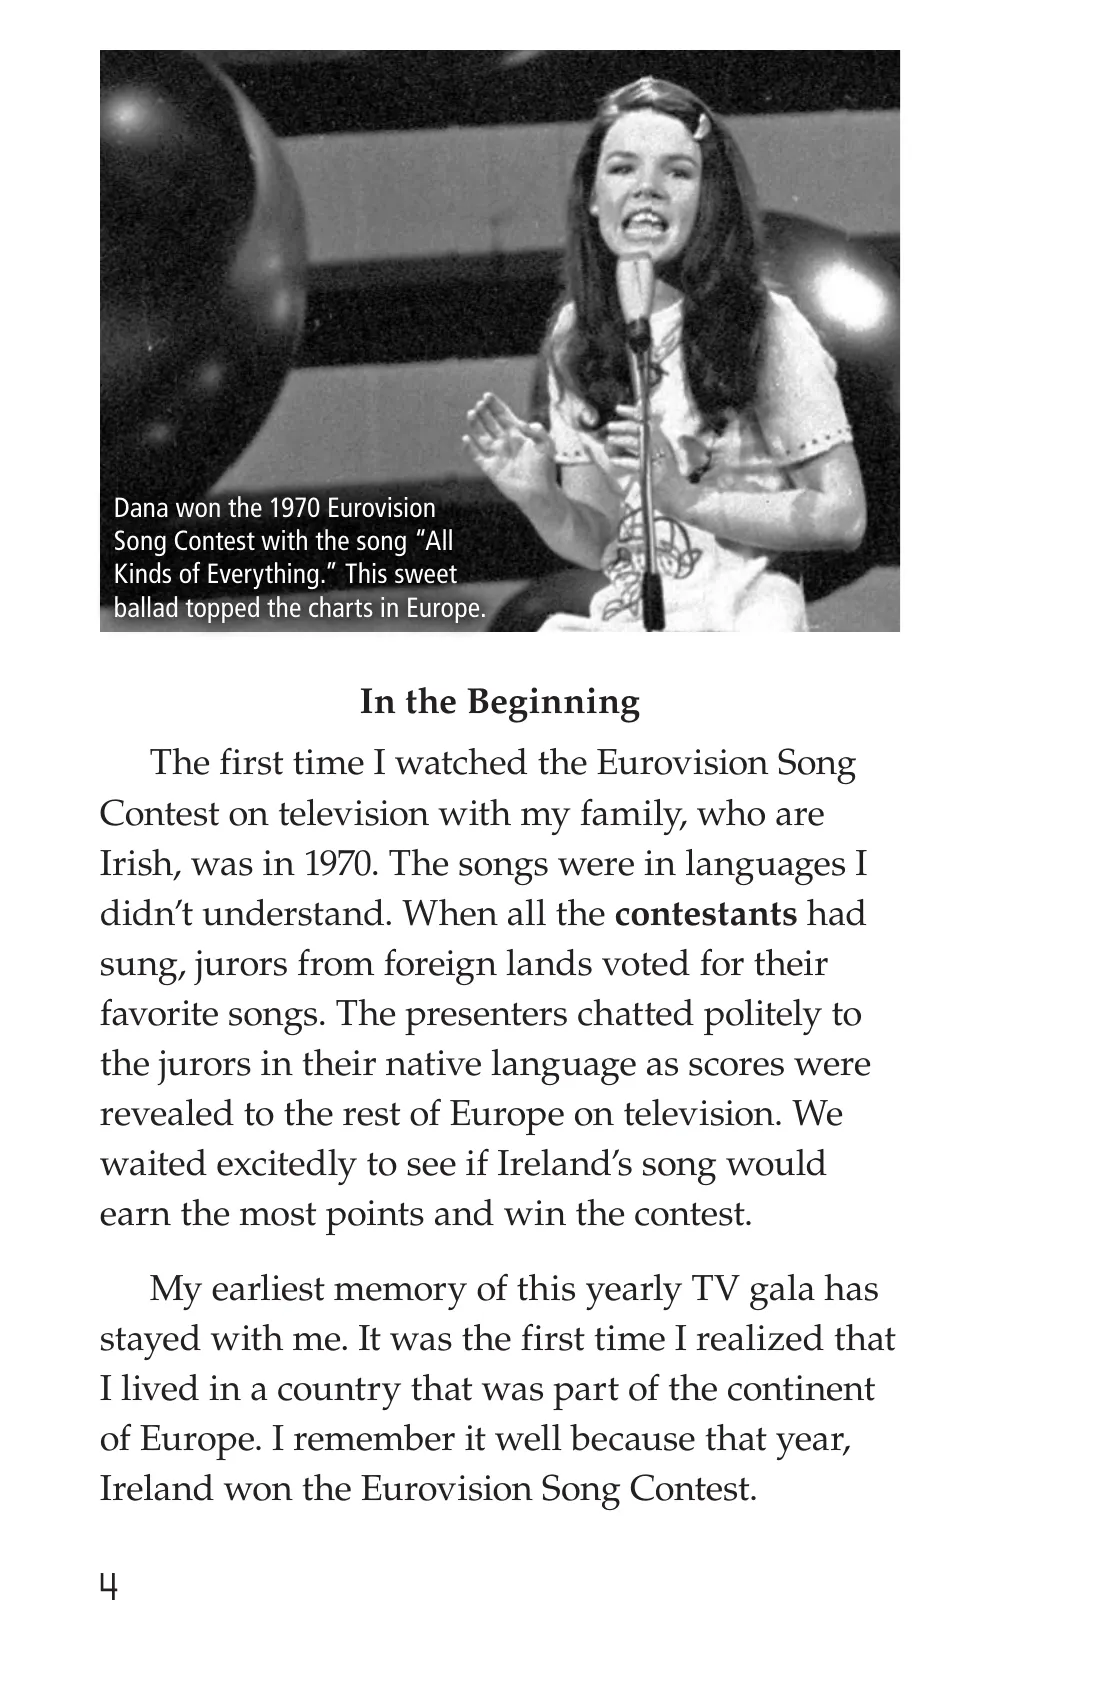 Dana won the 1970 Eurovision
Song Contest with the song “All
Kinds of Everything.” This sweet
ballad topped the charts in Europe.
In the Beginning
The first time I watched the Eurovision Song
Contest on television with my family, who are
Irish, was in 1970. The songs were in languages I
didn’t understand. When all the contestants had
sung, jurors from foreign lands voted for their
favorite songs. The presenters chatted politely to
the jurors in their native language as scores were
revealed to the rest of Europe on television. We
waited excitedly to see if Ireland’s song would
earn the most points and win the contest.
My earliest memory of this yearly TV gala has
stayed with me. It was the first time I realized that
I lived in a country that was part of the continent
of Europe. I remember it well because that year,
Ireland won the Eurovision Song Contest.
4